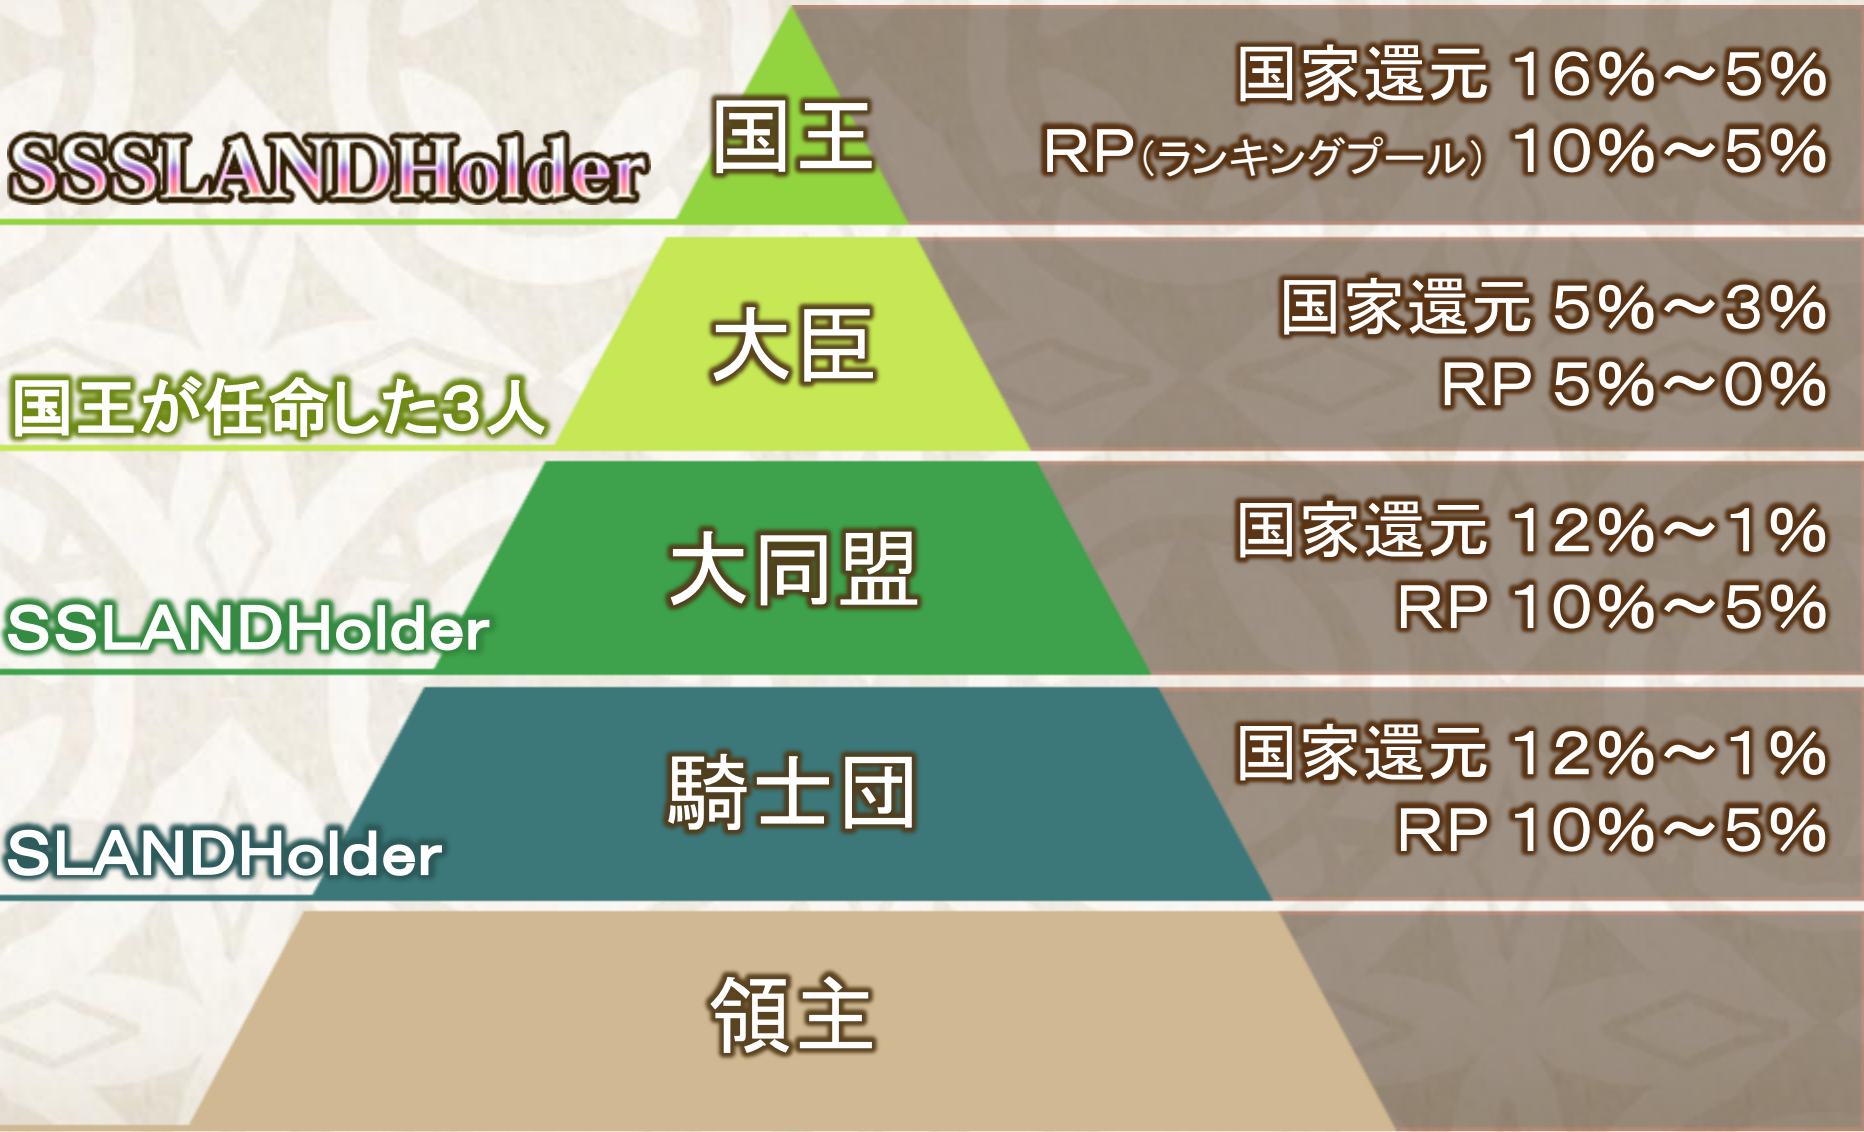 国王
国家還元 16%～5%
RP(ランキングプール) 10%～5%
SSSLANDHolder
大臣
国家還元 5%～3%
RP 5%～0%
国王が任命した3人
大同盟
国家還元 12%～1%
RP 10%～5%
SSLANDHolder
騎士団
国家還元 12%～1%
RP 10%～5%
SLANDHolder
領主